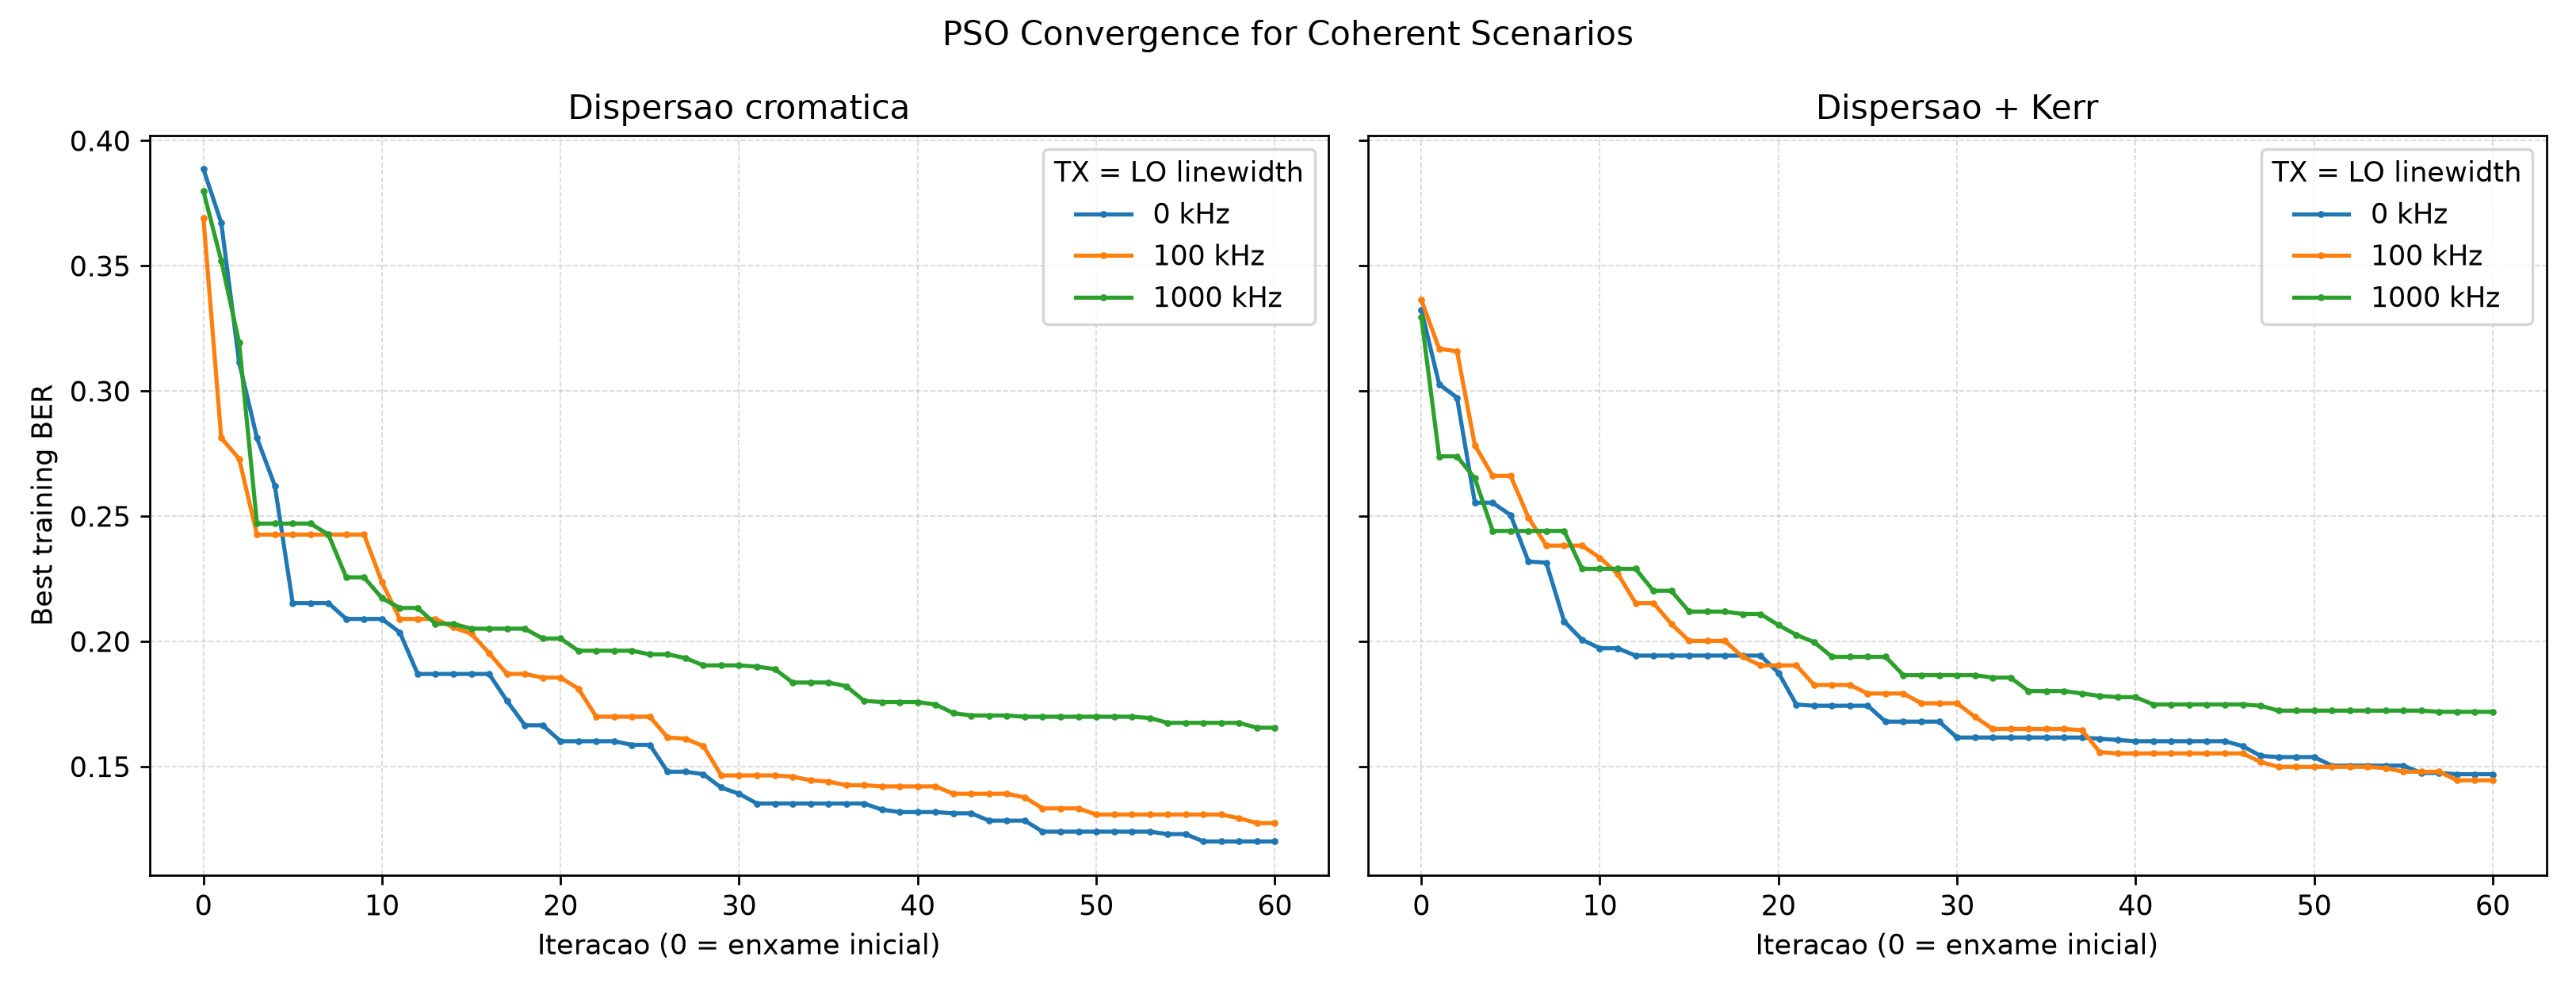 PSO Convergence for Coherent Scenarios
Dispersao cromatica
Best training BER
0.40
0.35
0.30
0.25
0.20
0.15
TX = LO linewidth
0 kHz
100 kHz
1000 kHz
0 10 20 30 40 50 60
Iteracao (0 = enxame inicial)
Dispersao + Kerr
TX = LO linewidth
0 kHz
100 kHz
1000 kHz
0 10 20 30 40 50 60
Iteracao (0 = enxame inicial)